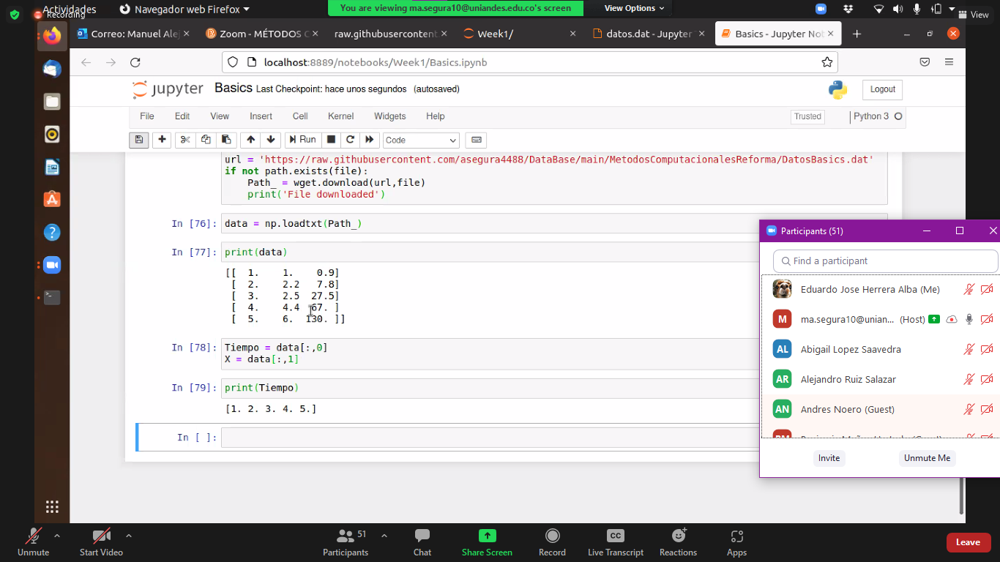 Actividades
Recording
Navegador web Firefox
You are viewing ma.segura10@uniandes.edu.co's screen
View Options
View
Correo: Manuel Ale
Zoom - MÉTODOS C
raw.githubusercontent
Week1/
datos.dat - Jupyter
Basics - Jupyter Not
localhost:8889/notebooks/Week1/Basics.ipynb
jupyter
Basics Last Checkpoint: hace unos segundos (autosaved)
Logout
File Edit View Insert Cell Kernel Widgets Help
Trusted
Python 3
Run
Code
url = 'https://raw.githubusercontent.com/asegura4488/DataBase/main/MetodosComputacionalesReforma/DatosBasics.dat'
if not path.exists(file):
    Path_ = wget.download(url,file)
    print('File downloaded')
In [76]: data = np.loadtxt(Path_)
In [77]: print(data)
[[  1.    1.    0.9]
 [  2.    2.2   7.8]
 [  3.    2.5  27.5]
 [  4.    4.4  67. ]
 [  5.    6.  130. ]]
In [78]: Tiempo = data[:,0]
X = data[:,1]
In [79]: print(Tiempo)
[1. 2. 3. 4. 5.]
In [ ]:
Participants (51)
Find a participant
Eduardo Jose Herrera Alba (Me)
M ma.segura10@unian... (Host)
AL Abigail Lopez Saavedra
AR Alejandro Ruiz Salazar
AN Andres Noero (Guest)
Invite
Unmute Me
Unmute
Start Video
51
Participants
Chat
Share Screen
Record
CC
Live Transcript
Reactions
Apps
Leave